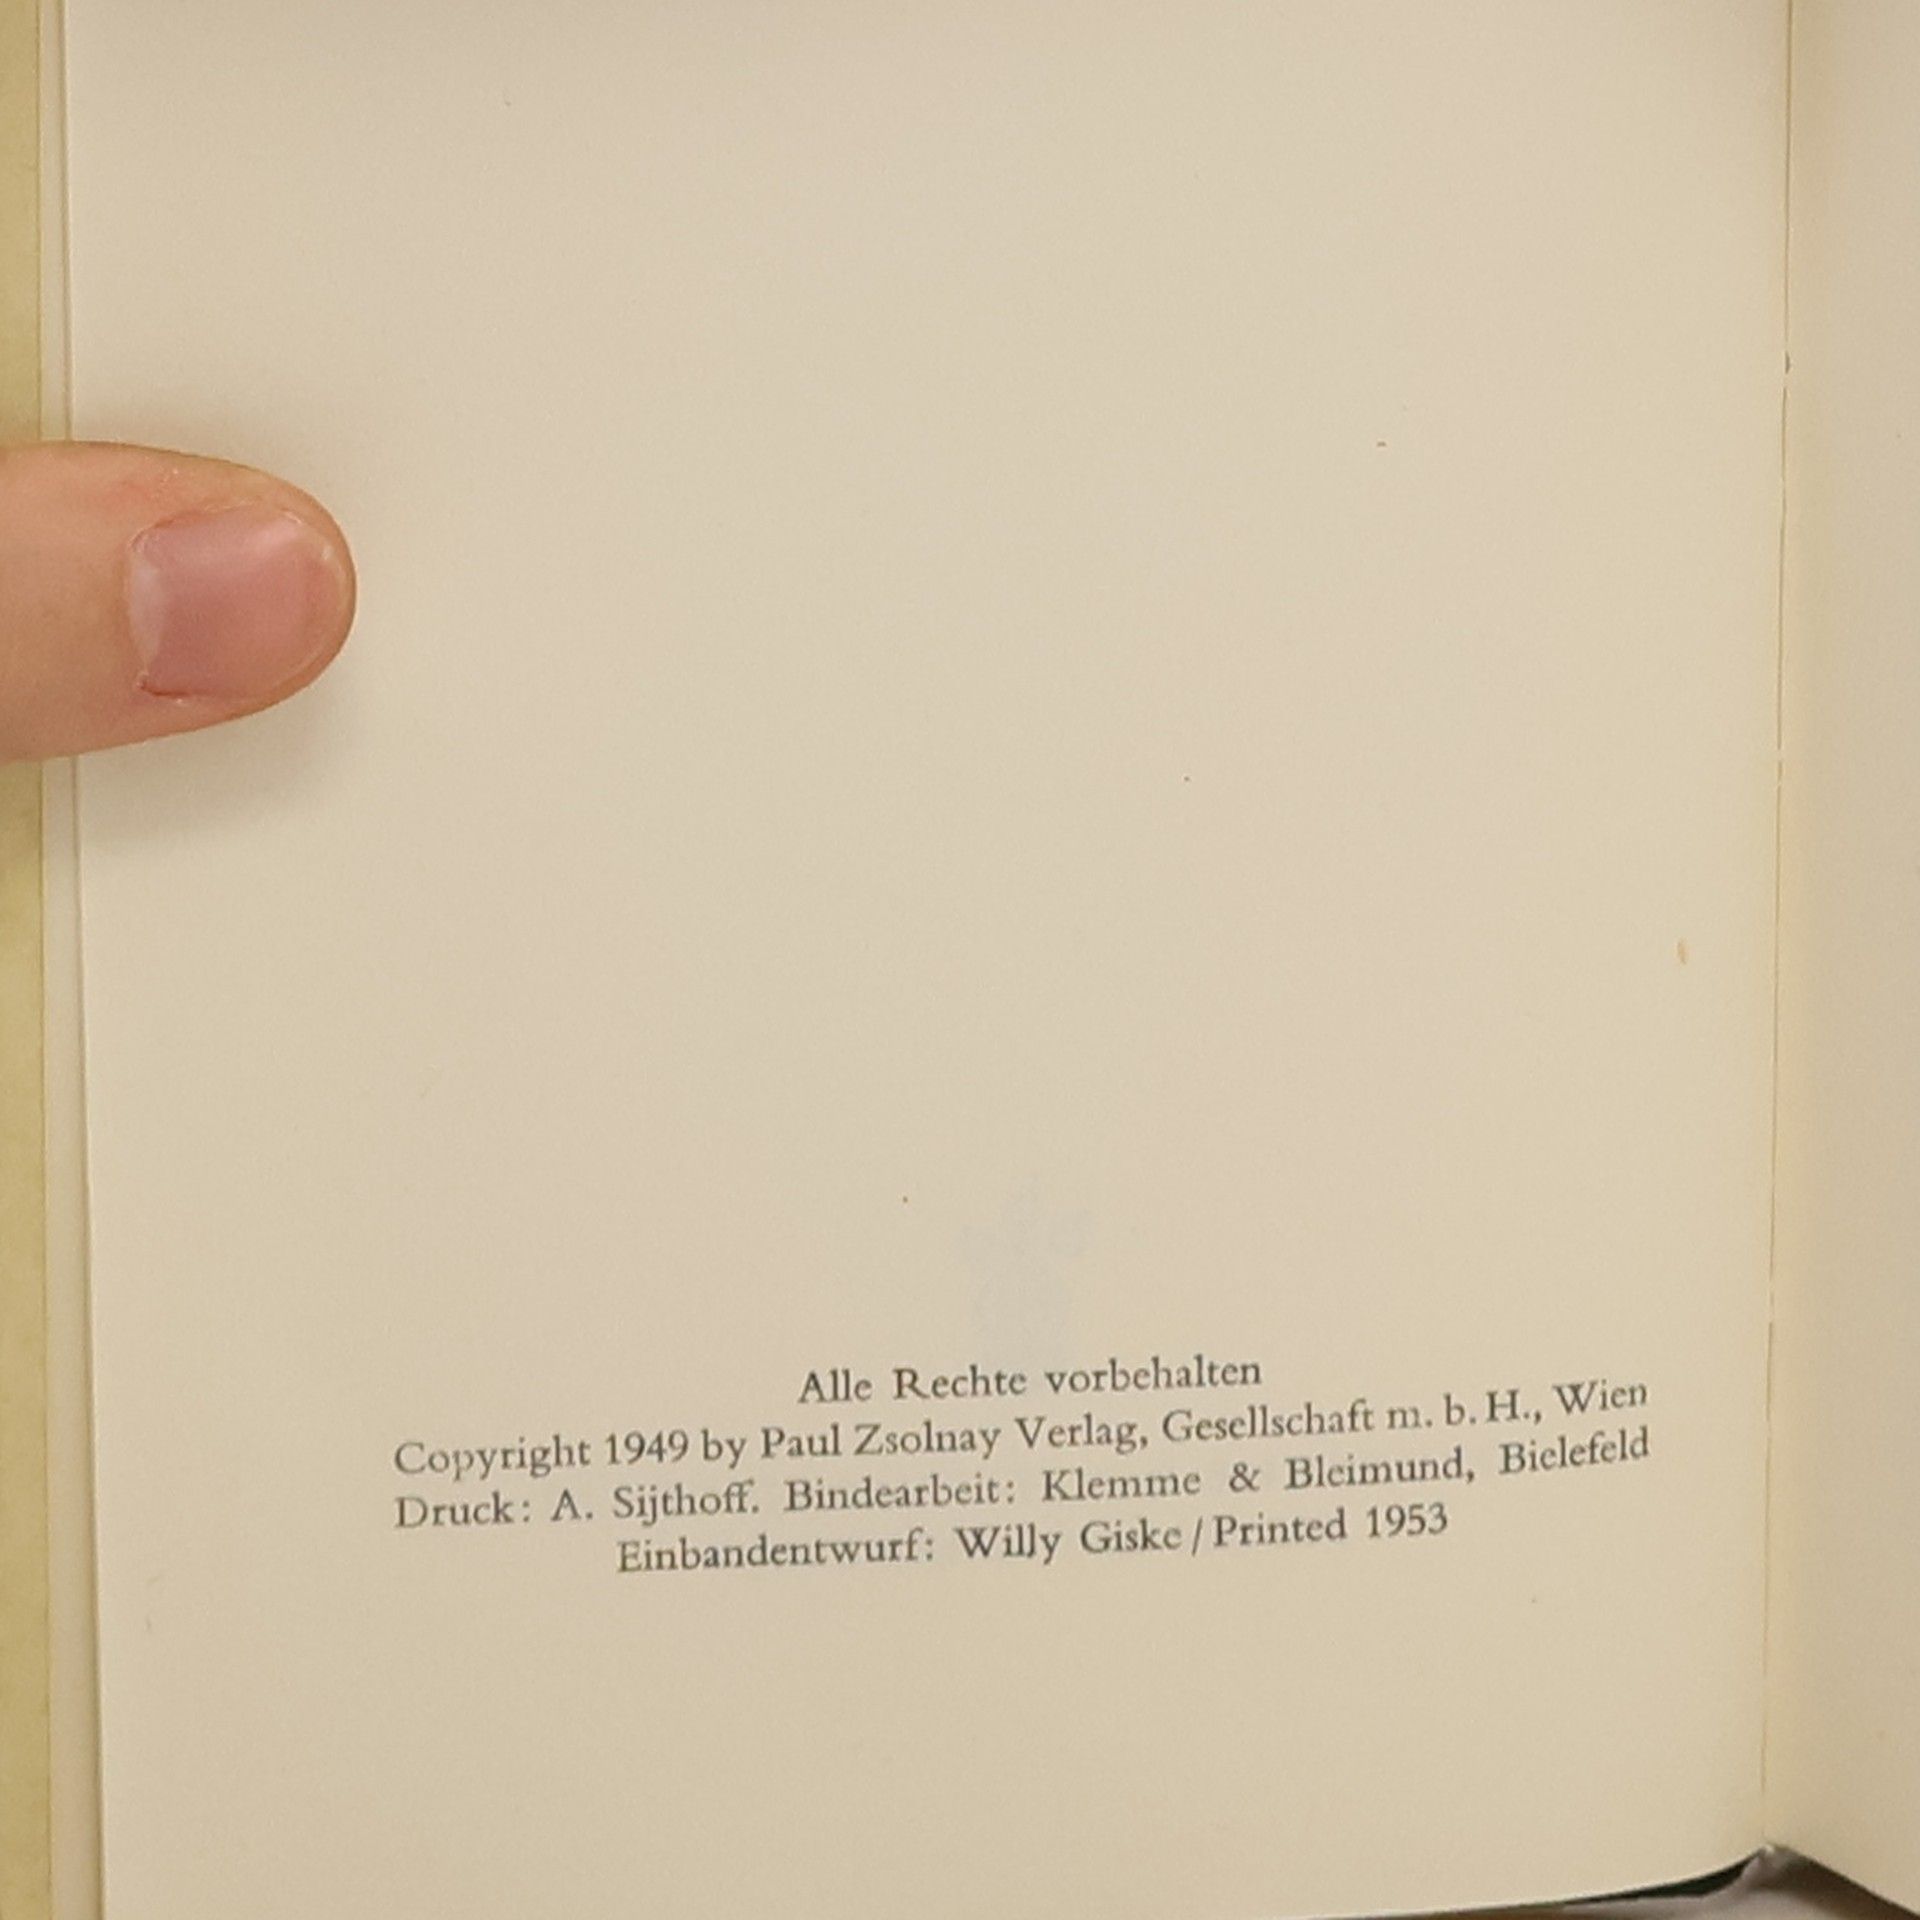 Alle Rechte vorbehalten
Copyright 1949 by Paul Zsolnay Verlag, Gesellschaft m. b. H., Wien
Druck: A. Sijthoff. Bindearbeit: Klemme & Bleimund, Bielefeld
Einbandentwurf: Willy Giske / Printed 1953